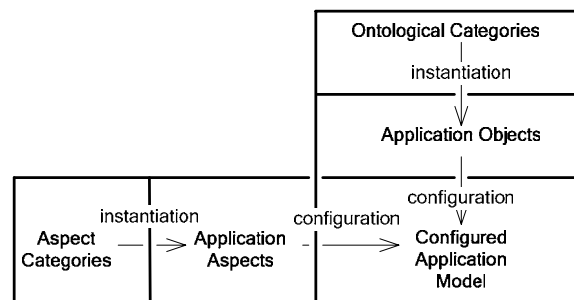 Ontological Categories
instantiation
Application Objects
configuration
instantiation
configuration
Aspect
Categories
Application
Aspects
Configured
Application
Model